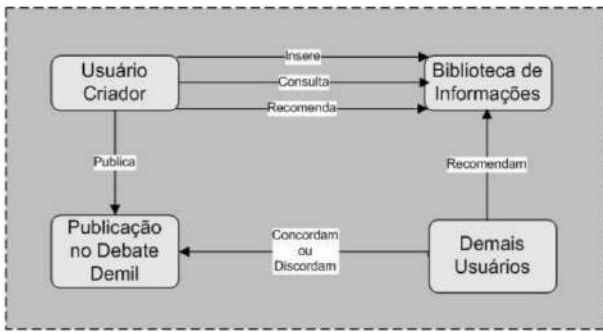 Usuário
Criador
Insere
Consulta
Recomenda
Biblioteca de
Informações
Publica
Recomendam
Publicação
no Debate
Demil
Concordam
ou
Discordam
Demais
Usuários